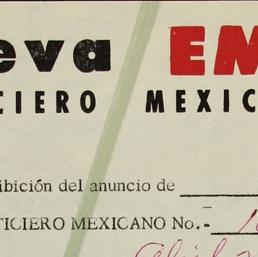 eva EM
CIERO MEXIC
ibición del anuncio de
TICIERO MEXICANO No.-